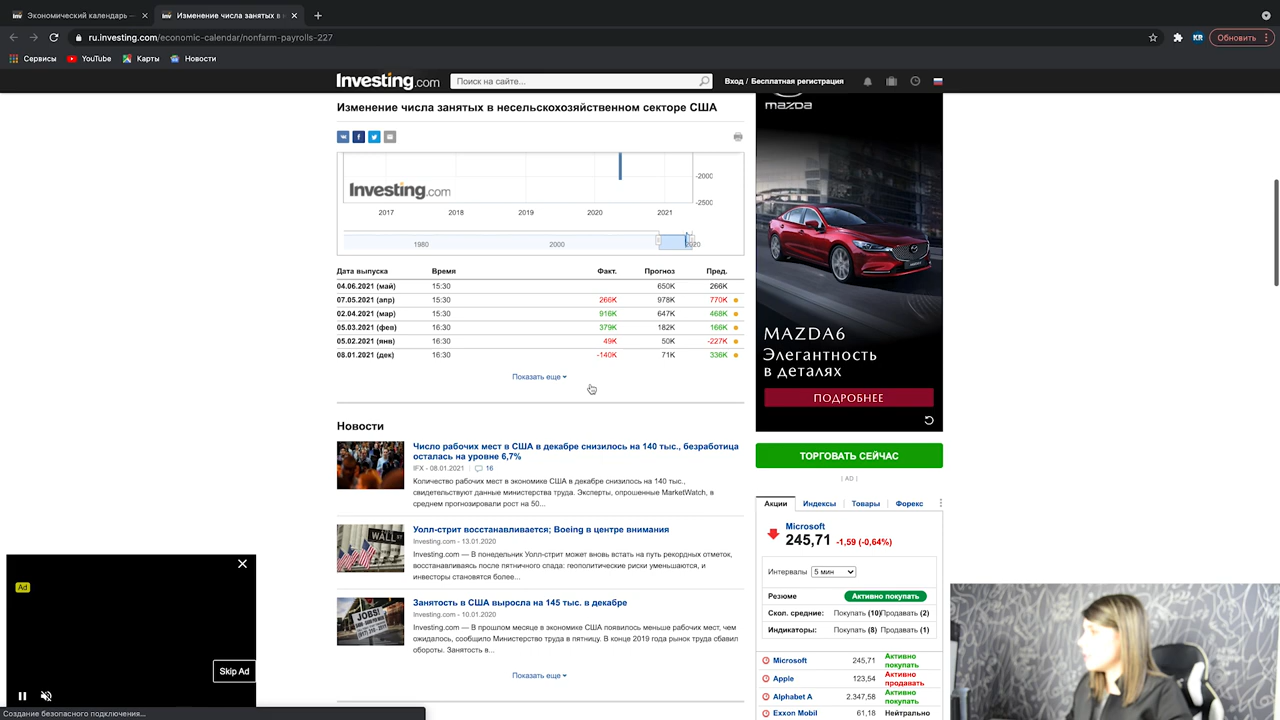 Экономический календарь —
Изменение числа занятых в н
ru.investing.com/economic-calendar/nonfarm-payrolls-227
KR
Обновить
Сервисы
YouTube
Карты
Новости
Investing.com
Поиск на сайте...
Вход / Бесплатная регистрация
Изменение числа занятых в несельскохозяйственном секторе США
-2000
Investing.com
-2500
2017 2018 2019 2020 2021
1980 2000 2020
Дата выпуска Время Факт. Прогноз Пред.
04.06.2021 (май) 15:30 650K 266K
07.05.2021 (апр) 15:30 266K 978K 770K
02.04.2021 (мар) 15:30 916K 647K 468K
05.03.2021 (фев) 16:30 379K 182K 166K
05.02.2021 (янв) 16:30 49K 50K -227K
08.01.2021 (дек) 16:30 -140K 71K 336K
Показать еще
Новости
Число рабочих мест в США в декабре снизилось на 140 тыс., безработица
осталась на уровне 6,7%
IFX - 08.01.2021 | 16
Количество рабочих мест в экономике США в декабре снизилось на 140 тыс.,
свидетельствуют данные министерства труда. Эксперты, опрошенные MarketWatch, в
среднем прогнозировали рост на 50...
Уолл-стрит восстанавливается; Boeing в центре внимания
Investing.com - 13.01.2020
Investing.com — В понедельник Уолл-стрит может вновь встать на путь рекордных отметок,
восстанавливаясь после пятничного спада: геополитические риски уменьшаются, и
инвесторы становятся более...
WALL
Занятость в США выросла на 145 тыс. в декабре
Investing.com - 10.01.2020
Investing.com — В прошлом месяце в экономике США появилось меньше рабочих мест, чем
ожидалось, сообщило Министерство труда в пятницу. В конце 2019 года рынок труда сбавил
обороты. Занятость в...
JOBS!
Показать еще
mazda
MAZDA6
Элегантность
в деталях
ПОДРОБНЕЕ
ТОРГОВАТЬ СЕЙЧАС
| AD |
Акции Индексы Товары Форекс
Microsoft
245,71 -1,59 (-0,64%)
Интервалы 5 мин
Резюме Активно покупать
Скол. средние: Покупать (10) Продавать (2)
Индикаторы: Покупать (8) Продавать (1)
Microsoft 245,71 Активно
покупать
Apple 123,54 Активно
продавать
Alphabet A 2.347,58 Активно
покупать
Exxon Mobil 61,18 Нейтрально
Ad
Skip Ad
Создание безопасного подключения...